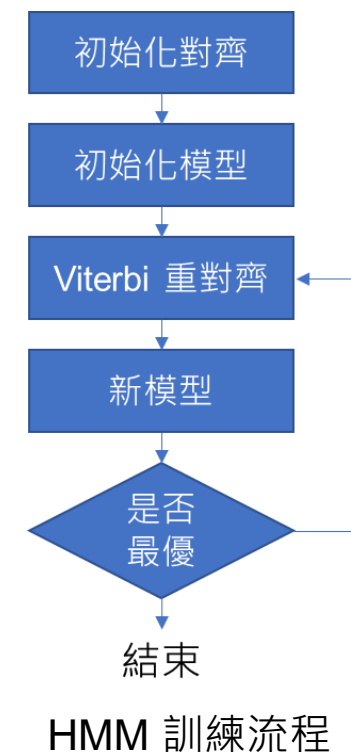 初始化對齊
初始化模型
Viterbi 重對齊
新模型
是否
最優
結束
HMM 訓練流程